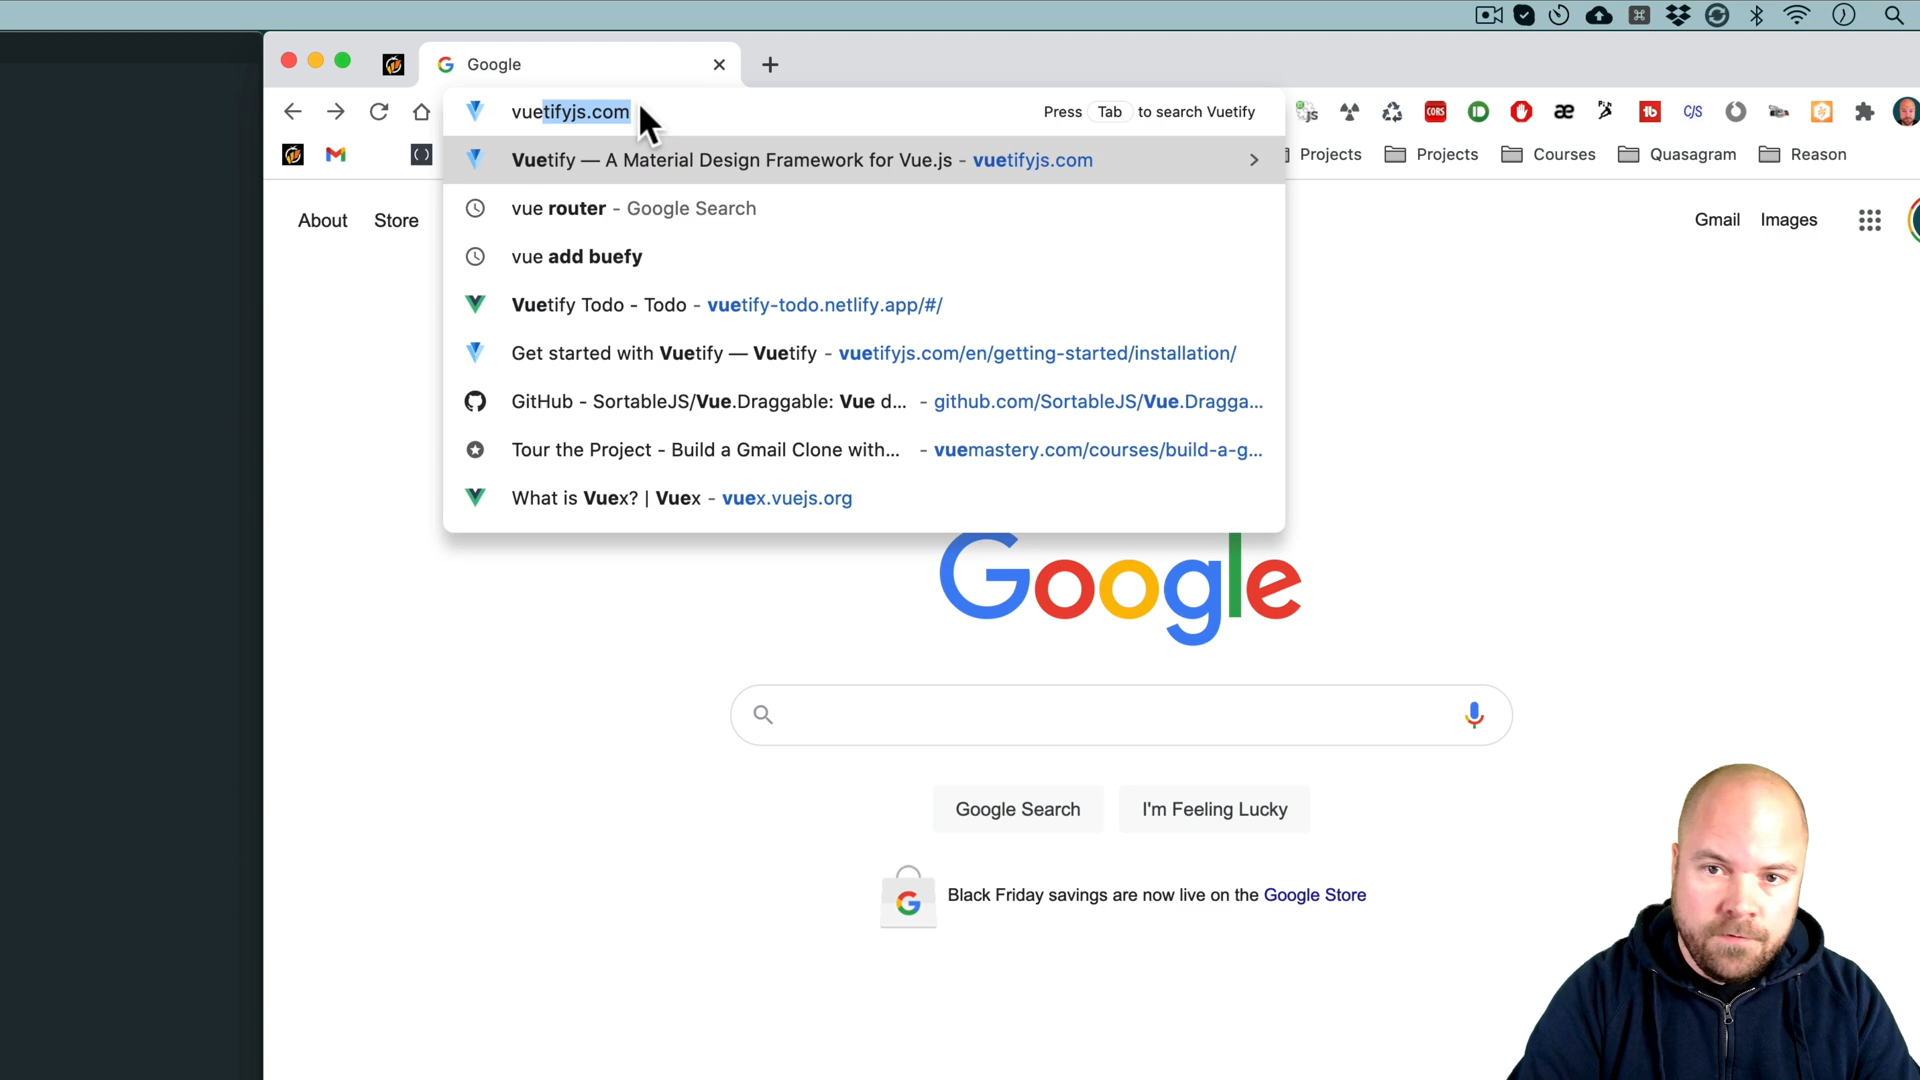 Google
vuetifyjs.com
Press Tab to search Vuetify
CORS
æ
tb
C/S
Vuetify — A Material Design Framework for Vue.js - vuetifyjs.com
Projects
Projects
Courses
Quasagram
Reason
vue router - Google Search
About
Store
Gmail
Images
vue add buefy
Vuetify Todo - Todo - vuetify-todo.netlify.app/#/
Get started with Vuetify — Vuetify - vuetifyjs.com/en/getting-started/installation/
GitHub - SortableJS/Vue.Draggable: Vue d... - github.com/SortableJS/Vue.Dragga...
Tour the Project - Build a Gmail Clone with... - vuemastery.com/courses/build-a-g...
What is Vuex? | Vuex - vuex.vuejs.org
Google
Google Search
I'm Feeling Lucky
G
Black Friday savings are now live on the Google Store